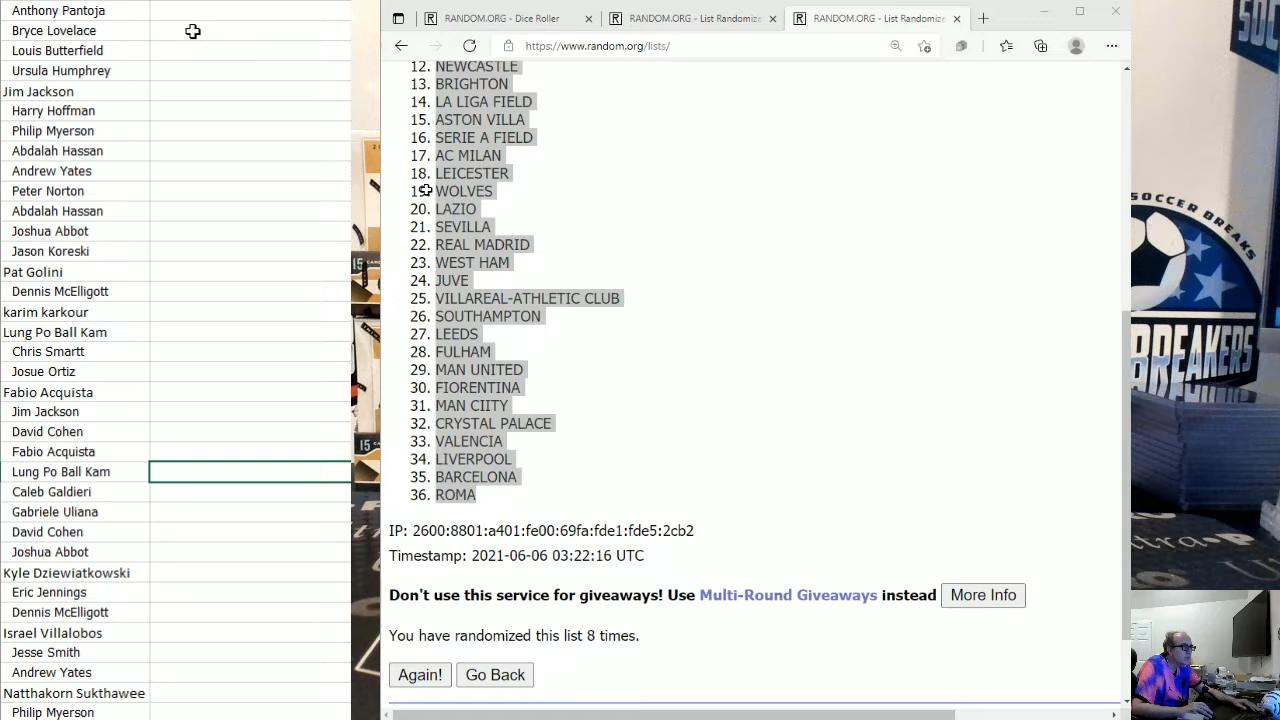 Anthony Pantoja
Bryce Lovelace
Louis Butterfield
Ursula Humphrey
Jim Jackson
Harry Hoffman
Philip Myerson
Abdalah Hassan
Andrew Yates
Peter Norton
Abdalah Hassan
Joshua Abbot
Jason Koreski
Pat Golini
Dennis McElligott
karim karkour
Lung Po Ball Kam
Chris Smartt
Josue Ortiz
Fabio Acquista
Jim Jackson
David Cohen
Fabio Acquista
Lung Po Ball Kam
Caleb Galdieri
Gabriele Uliana
David Cohen
Joshua Abbot
Kyle Dziewiatkowski
Eric Jennings
Dennis McElligott
Israel Villalobos
Jesse Smith
Andrew Yates
Natthakorn Sukthawee
Philip Myerson
RANDOM.ORG - Dice Roller
RANDOM.ORG - List Randomize
RANDOM.ORG - List Randomize
https://www.random.org/lists/
12. NEWCASTLE
13. BRIGHTON
14. LA LIGA FIELD
15. ASTON VILLA
16. SERIE A FIELD
17. AC MILAN
18. LEICESTER
WOLVES
20. LAZIO
21. SEVILLA
22. REAL MADRID
23. WEST HAM
24. JUVE
25. VILLAREAL-ATHLETIC CLUB
26. SOUTHAMPTON
27. LEEDS
28. FULHAM
29. MAN UNITED
30. FIORENTINA
31. MAN CIITY
32. CRYSTAL PALACE
33. VALENCIA
34. LIVERPOOL
35. BARCELONA
36. ROMA
IP: 2600:8801:a401:fe00:69fa:fde1:fde5:2cb2
Timestamp: 2021-06-06 03:22:16 UTC
Don't use this service for giveaways! Use Multi-Round Giveaways instead More Info
You have randomized this list 8 times.
Again! Go Back
15
15
SOC
SOCCER BREAKS
BREAKERS